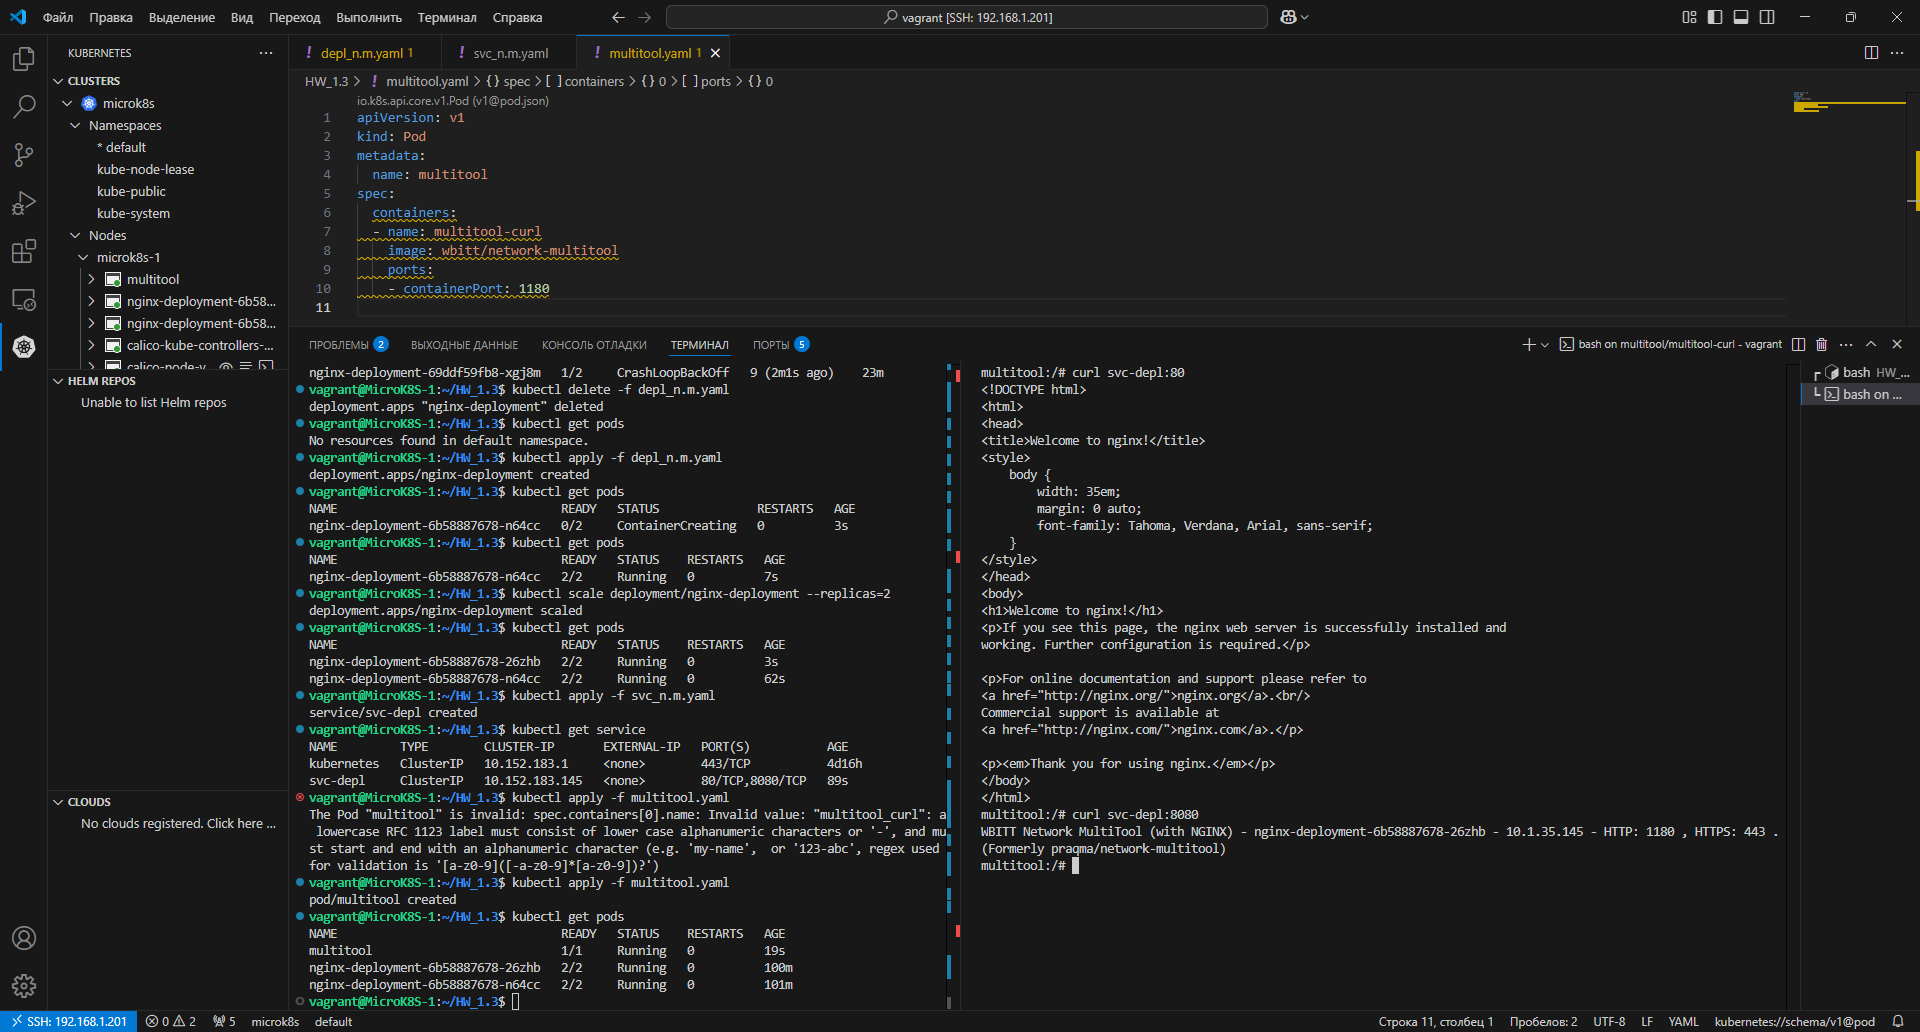 Файл Правка Выделение Вид Переход Выполнить Терминал Справка
vagrant [SSH: 192.168.1.201]
KUBERNETES
CLUSTERS
microk8s
Namespaces
* default
kube-node-lease
kube-public
kube-system
Nodes
microk8s-1
multitool
nginx-deployment-6b58...
nginx-deployment-6b58...
calico-kube-controllers-...
calico-node-v
HELM REPOS
Unable to list Helm repos
CLOUDS
No clouds registered. Click here ...
! depl_n.m.yaml 1
! svc_n.m.yaml
! multitool.yaml 1
HW_1.3 > ! multitool.yaml > {} spec > [ ] containers > {} 0 > [ ] ports > {} 0
io.k8s.api.core.v1.Pod (v1@pod.json)
1 apiVersion: v1
2 kind: Pod
3 metadata:
4 name: multitool
5 spec:
6 containers:
7 - name: multitool-curl
8 image: wbitt/network-multitool
9 ports:
10 - containerPort: 1180
11
ПРОБЛЕМЫ 2 ВЫХОДНЫЕ ДАННЫЕ КОНСОЛЬ ОТЛАДКИ ТЕРМИНАЛ ПОРТЫ 5
bash on multitool/multitool-curl - vagrant
nginx-deployment-69ddf59fb8-xgj8m 1/2 CrashLoopBackOff 9 (2m1s ago) 23m
vagrant@MicroK8S-1:~/HW_1.3$ kubectl delete -f depl_n.m.yaml
deployment.apps "nginx-deployment" deleted
vagrant@MicroK8S-1:~/HW_1.3$ kubectl get pods
No resources found in default namespace.
vagrant@MicroK8S-1:~/HW_1.3$ kubectl apply -f depl_n.m.yaml
deployment.apps/nginx-deployment created
vagrant@MicroK8S-1:~/HW_1.3$ kubectl get pods
NAME READY STATUS RESTARTS AGE
nginx-deployment-6b58887678-n64cc 0/2 ContainerCreating 0 3s
vagrant@MicroK8S-1:~/HW_1.3$ kubectl get pods
NAME READY STATUS RESTARTS AGE
nginx-deployment-6b58887678-n64cc 2/2 Running 0 7s
vagrant@MicroK8S-1:~/HW_1.3$ kubectl scale deployment/nginx-deployment --replicas=2
deployment.apps/nginx-deployment scaled
vagrant@MicroK8S-1:~/HW_1.3$ kubectl get pods
NAME READY STATUS RESTARTS AGE
nginx-deployment-6b58887678-26zhb 2/2 Running 0 3s
nginx-deployment-6b58887678-n64cc 2/2 Running 0 62s
vagrant@MicroK8S-1:~/HW_1.3$ kubectl apply -f svc_n.m.yaml
service/svc-depl created
vagrant@MicroK8S-1:~/HW_1.3$ kubectl get service
NAME TYPE CLUSTER-IP EXTERNAL-IP PORT(S) AGE
kubernetes ClusterIP 10.152.183.1 <none> 443/TCP 4d16h
svc-depl ClusterIP 10.152.183.145 <none> 80/TCP,8080/TCP 89s
vagrant@MicroK8S-1:~/HW_1.3$ kubectl apply -f multitool.yaml
The Pod "multitool" is invalid: spec.containers[0].name: Invalid value: "multitool_curl": a
lowercase RFC 1123 label must consist of lower case alphanumeric characters or '-', and mu
st start and end with an alphanumeric character (e.g. 'my-name', or '123-abc', regex used
for validation is '[a-z0-9]([-a-z0-9]*[a-z0-9])?')
vagrant@MicroK8S-1:~/HW_1.3$ kubectl apply -f multitool.yaml
pod/multitool created
vagrant@MicroK8S-1:~/HW_1.3$ kubectl get pods
NAME READY STATUS RESTARTS AGE
multitool 1/1 Running 0 19s
nginx-deployment-6b58887678-26zhb 2/2 Running 0 100m
nginx-deployment-6b58887678-n64cc 2/2 Running 0 101m
vagrant@MicroK8S-1:~/HW_1.3$
multitool:/# curl svc-depl:80
<!DOCTYPE html>
<html>
<head>
<title>Welcome to nginx!</title>
<style>
body {
width: 35em;
margin: 0 auto;
font-family: Tahoma, Verdana, Arial, sans-serif;
}
</style>
</head>
<body>
<h1>Welcome to nginx!</h1>
<p>If you see this page, the nginx web server is successfully installed and
working. Further configuration is required.</p>
<p>For online documentation and support please refer to
<a href="http://nginx.org/">nginx.org</a>.<br/>
Commercial support is available at
<a href="http://nginx.com/">nginx.com</a>.</p>
<p><em>Thank you for using nginx.</em></p>
</body>
</html>
multitool:/# curl svc-depl:8080
WBITT Network MultiTool (with NGINX) - nginx-deployment-6b58887678-26zhb - 10.1.35.145 - HTTP: 1180 , HTTPS: 443 .
(Formerly praqma/network-multitool)
multitool:/#
bash HW_...
bash on ...
SSH: 192.168.1.201 0 2 5 microk8s default
Строка 11, столбец 1 Пробелов: 2 UTF-8 LF YAML kubernetes://schema/v1@pod